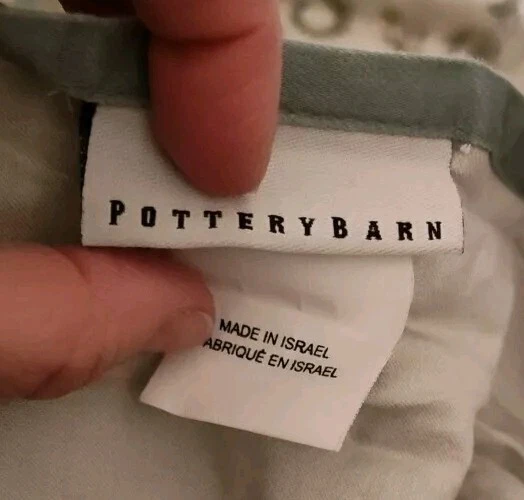 POTTERYBARN
MADE IN ISRAEL
ABRIQUÉ EN ISRAEL